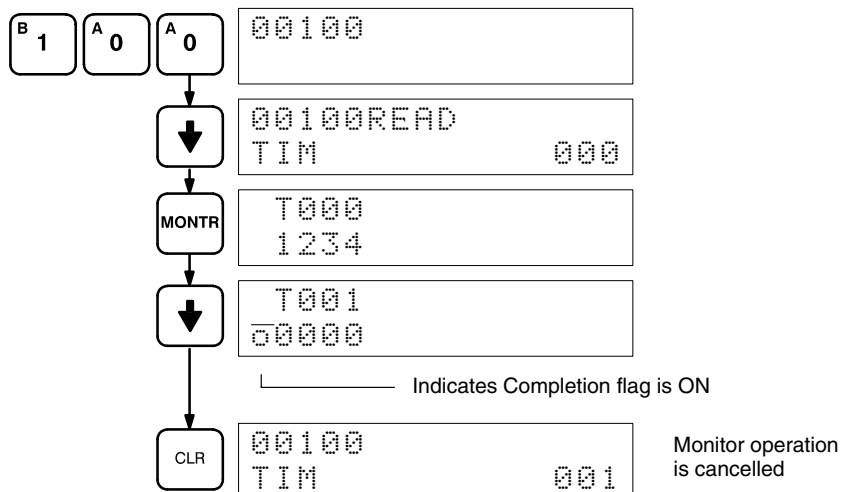 B 1 A 0 A 0
00100
00100READ
TIM 000
MONTR
T000
1234
T001
o0000
Indicates Completion flag is ON
CLR
00100
TIM 001
Monitor operation
is cancelled